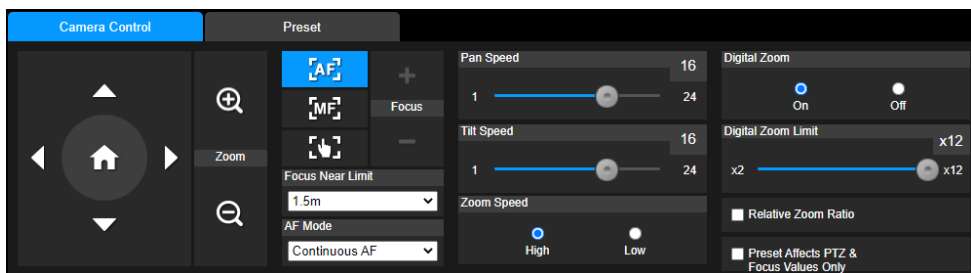 Camera Control
Preset
Zoom
AF
MF
Focus
Focus Near Limit
1.5m
AF Mode
Continuous AF
Pan Speed
16
1
24
Tilt Speed
16
1
24
Zoom Speed
High
Low
Digital Zoom
On
Off
Digital Zoom Limit
x12
x2
x12
Relative Zoom Ratio
Preset Affects PTZ &
Focus Values Only